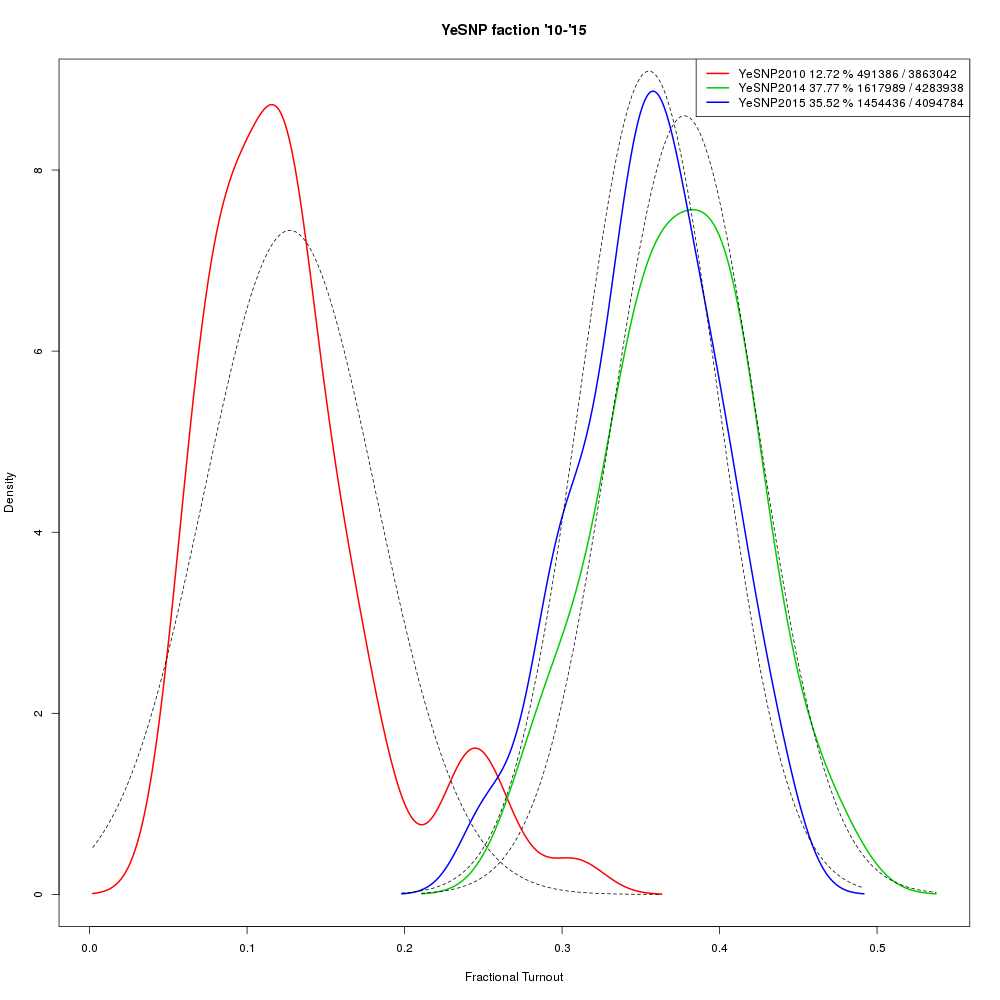 YeSNP faction '10-'15
YeSNP2010 12.72 % 491386 / 3863042
YeSNP2014 37.77 % 1617989 / 4283938
YeSNP2015 35.52 % 1454436 / 4094784
Density
8
6
4
2
0
0.0 0.1 0.2 0.3 0.4 0.5
Fractional Turnout